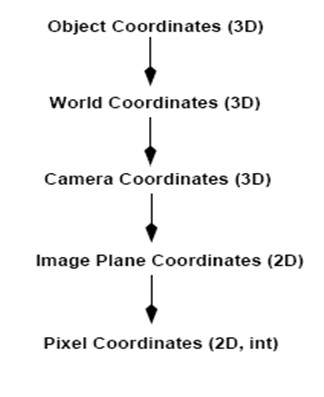 Object Coordinates (3D)
World Coordinates (3D)
Camera Coordinates (3D)
Image Plane Coordinates (2D)
Pixel Coordinates (2D, int)